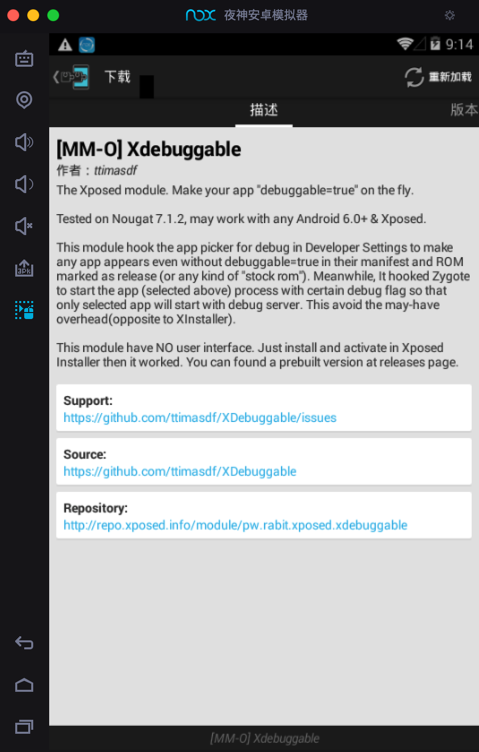 nox 夜神安卓模拟器
9:14
下载
重新加载
描述
版本
[MM-O] Xdebuggable
作者：ttimasdf
The Xposed module. Make your app "debuggable=true" on the fly.
Tested on Nougat 7.1.2, may work with any Android 6.0+ & Xposed.
This module hook the app picker for debug in Developer Settings to make
any app appears even without debuggable=true in their manifest and ROM
marked as release (or any kind of "stock rom"). Meanwhile, It hooked Zygote
to start the app (selected above) process with certain debug flag so that
only selected app will start with debug server. This avoid the may-have
overhead(opposite to XInstaller).
This module have NO user interface. Just install and activate in Xposed
Installer then it worked. You can found a prebuilt version at releases page.
Support:
https://github.com/ttimasdf/XDebuggable/issues
Source:
https://github.com/ttimasdf/XDebuggable
Repository:
http://repo.xposed.info/module/pw.rabit.xposed.xdebuggable
[MM-O] Xdebuggable